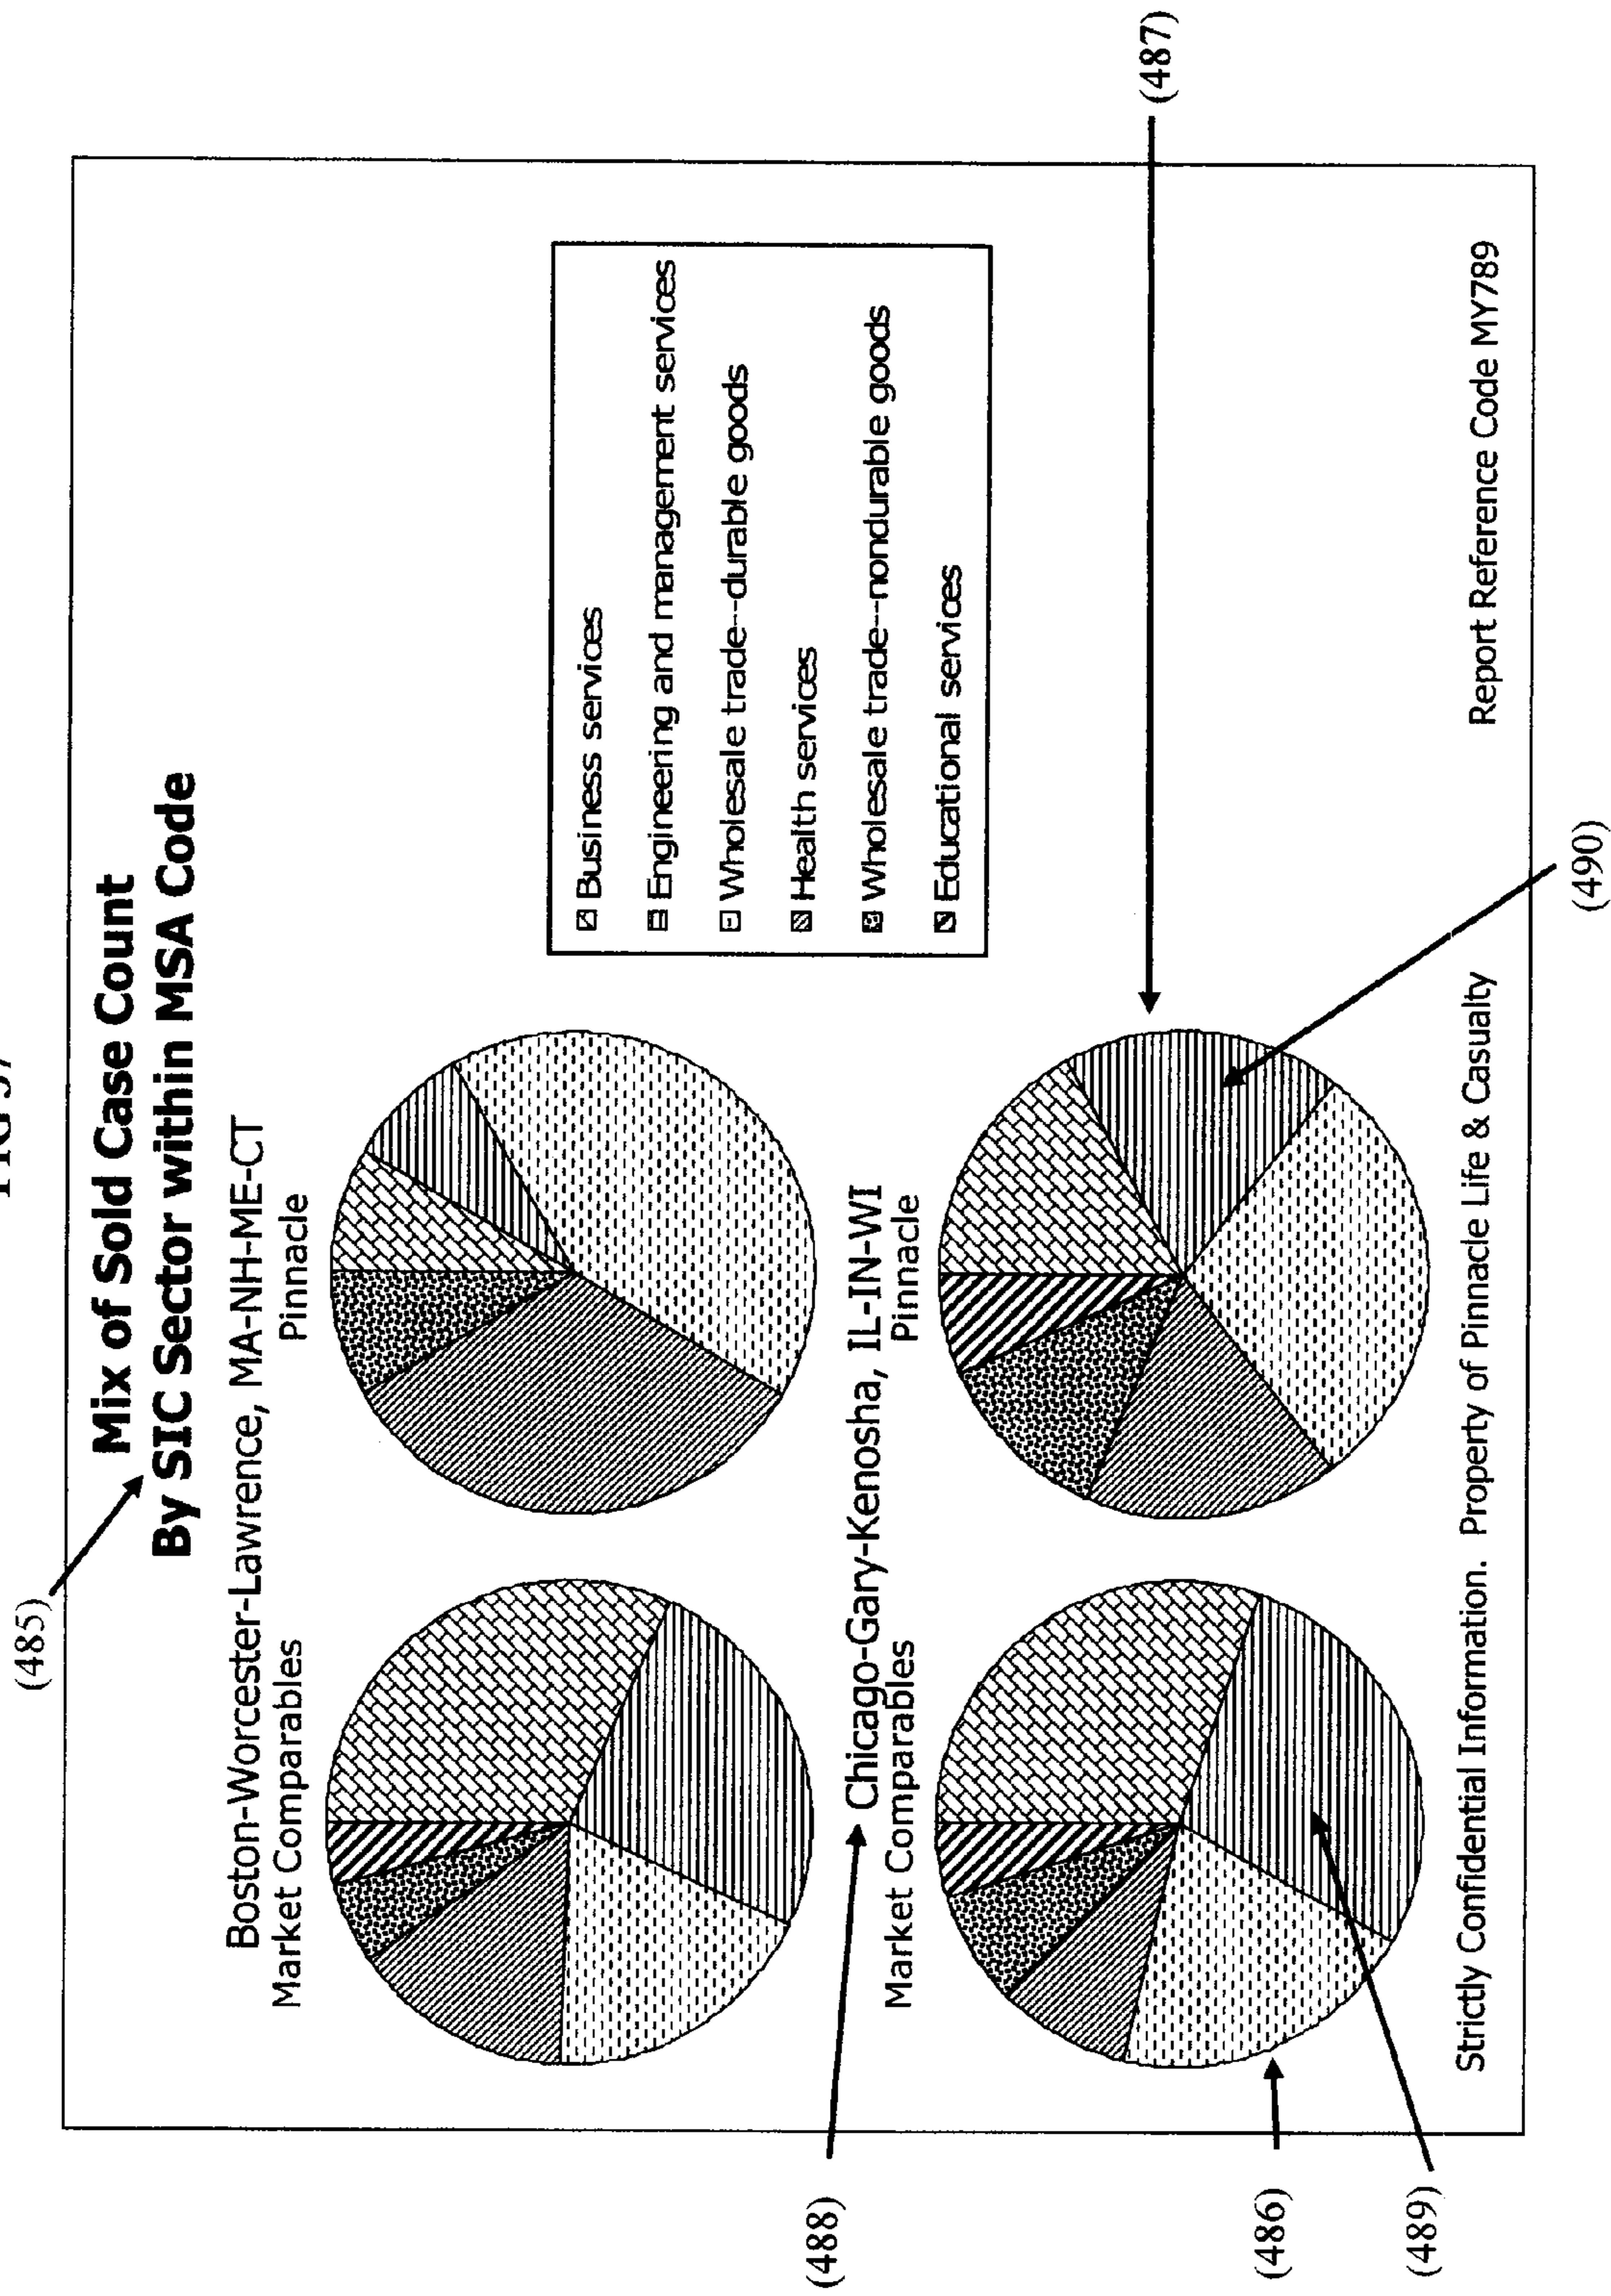 (485)
Mix of Sold Case Count
By SIC Sector within MSA Code
Boston-Worcester-Lawrence, MA-NH-ME-CT
Market Comparables
Pinnacle
Business services
Engineering and management services
Wholesale trade--durable goods
Health services
Wholesale trade--nondurable goods
Educational services
(488)
Chicago-Gary-Kenosha, IL-IN-WI
Market Comparables
Pinnacle
(487)
(486)
(489)
(490)
Strictly Confidential Information. Property of Pinnacle Life & Casualty
Report Reference Code MY789